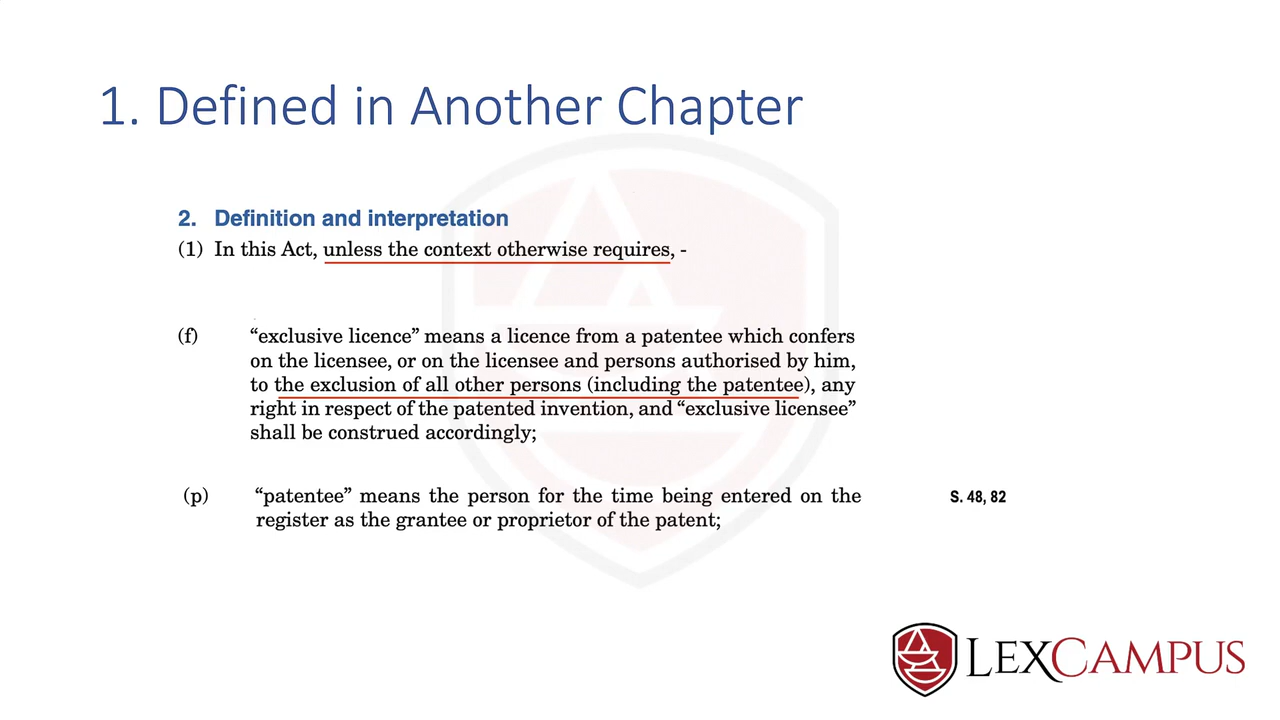 1. Defined in Another Chapter
2. Definition and interpretation
(1) In this Act, unless the context otherwise requires, -
(f) “exclusive licence” means a licence from a patentee which confers
on the licensee, or on the licensee and persons authorised by him,
to the exclusion of all other persons (including the patentee), any
right in respect of the patented invention, and “exclusive licensee”
shall be construed accordingly;
(p) “patentee” means the person for the time being entered on the S. 48, 82
register as the grantee or proprietor of the patent;
LEXCAMPUS